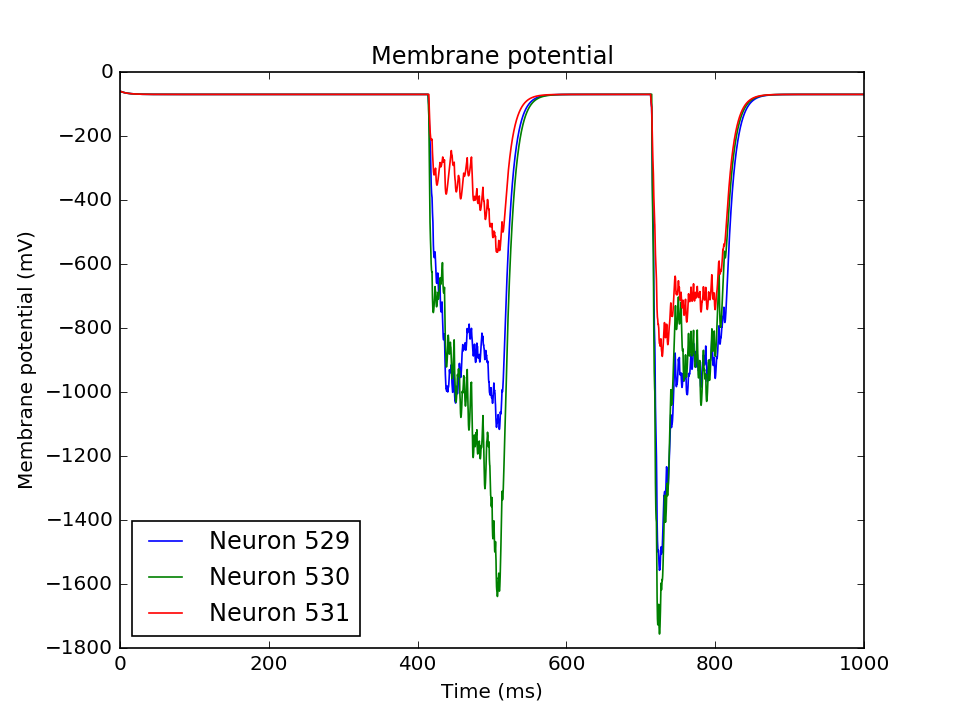 Membrane potential
0
−200
−400
−600
−800
−1000
−1200
−1400
−1600
−1800
Membrane potential (mV)
Neuron 529
Neuron 530
Neuron 531
0 200 400 600 800 1000
Time (ms)